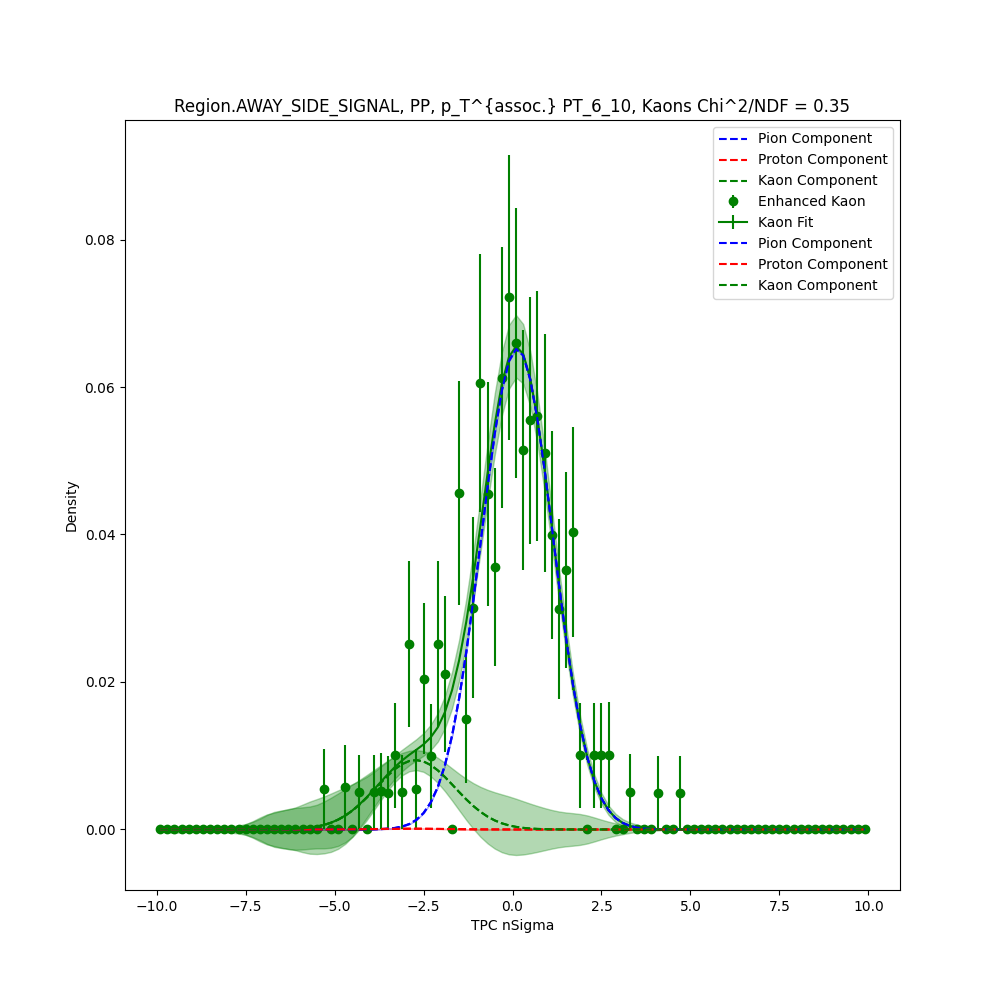 Region.AWAY_SIDE_SIGNAL, PP, p_T^{assoc.} PT_6_10, Kaons Chi^2/NDF = 0.35
Pion Component
Proton Component
Kaon Component
Enhanced Kaon
Kaon Fit
Pion Component
Proton Component
Kaon Component
0.08
0.06
0.04
0.02
0.00
Density
−10.0 −7.5 −5.0 −2.5 0.0 2.5 5.0 7.5 10.0
TPC nSigma